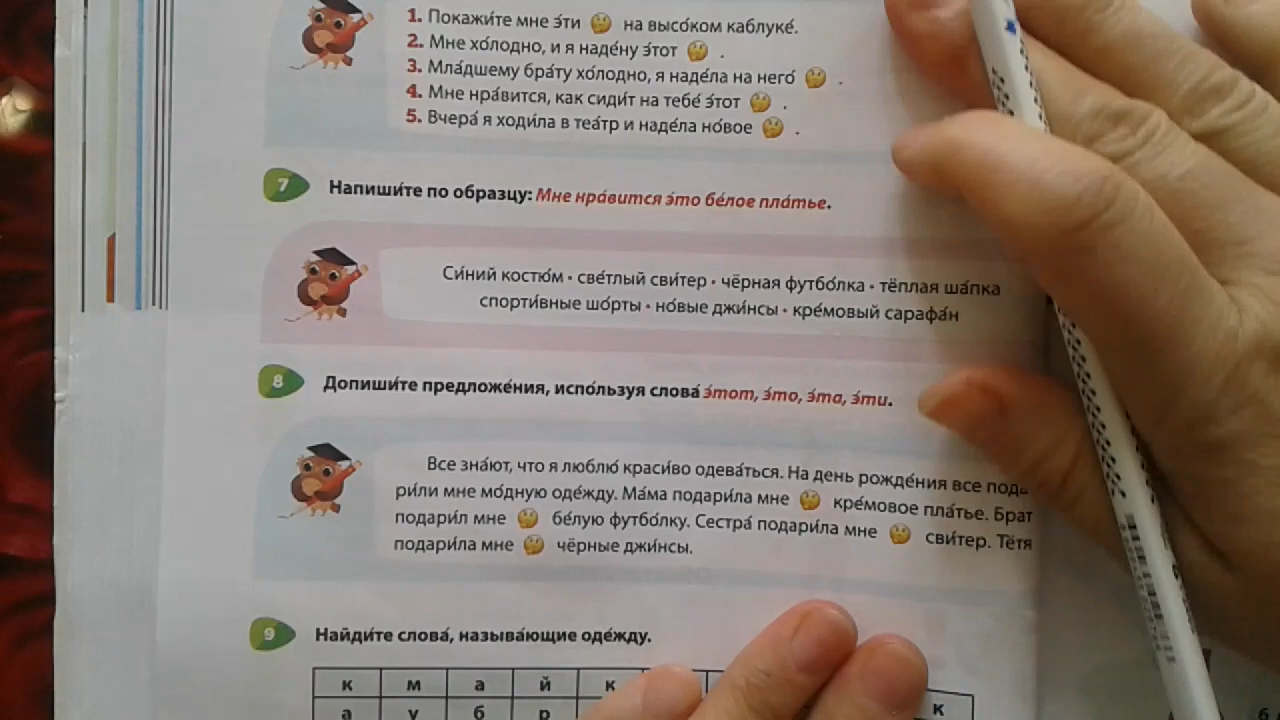 1. Покажи́те мне э́ти на высо́ком каблуке́.
2. Мне хо́лодно, и я наде́ну э́тот .
3. Мла́дшему бра́ту хо́лодно, я наде́ла на него́ .
4. Мне нра́вится, как сиди́т на тебе́ э́тот .
5. Вчера́ я ходи́ла в теа́тр и наде́ла но́вое .
7 Напиши́те по образцу: Мне нра́вится э́то бе́лое пла́тье.
Си́ний костю́м • све́тлый сви́тер • чёрная футбо́лка • тёплая ша́пка
спорти́вные шо́рты • но́вые джи́нсы • кре́мовый сарафа́н
8 Допиши́те предложе́ния, испо́льзуя слова́ э́тот, э́то, э́та, э́ти.
Все зна́ют, что я люблю́ краси́во одева́ться. На день рожде́ния все пода-
ри́ли мне мо́дную оде́жду. Ма́ма подари́ла мне кре́мовое пла́тье. Брат
подари́л мне бе́лую футбо́лку. Сестра́ подари́ла мне сви́тер. Тётя
подари́ла мне чёрные джи́нсы.
9 Найди́те слова́, называ́ющие оде́жду.
к м а й к
а у б р к